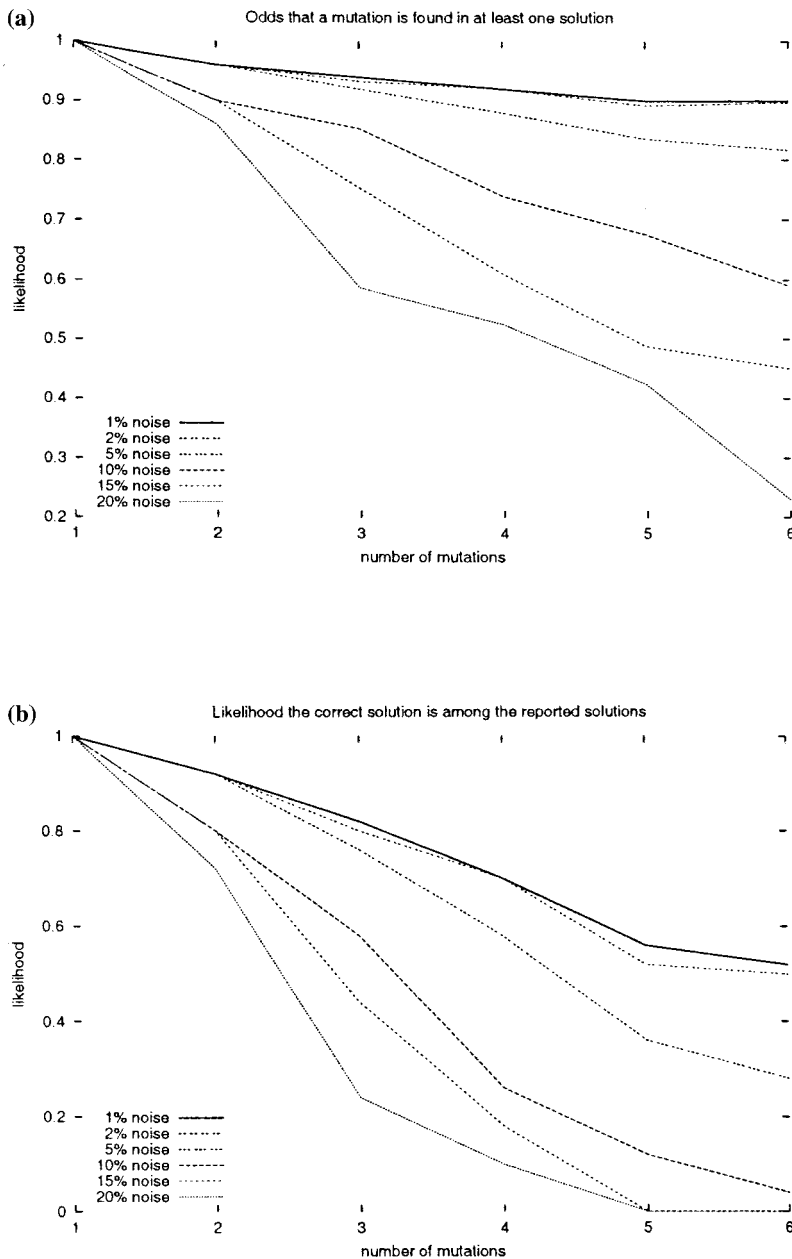 (a)
Odds that a mutation is found in at least one solution
1
0.9
0.8
0.7
0.6
0.5
0.4
0.3
0.2
likelihood
1% noise
2% noise
5% noise
10% noise
15% noise
20% noise
1 2 3 4 5 6
number of mutations
(b)
Likelihood the correct solution is among the reported solutions
1
0.8
0.6
0.4
0.2
0
likelihood
1% noise
2% noise
5% noise
10% noise
15% noise
20% noise
1 2 3 4 5 6
number of mutations